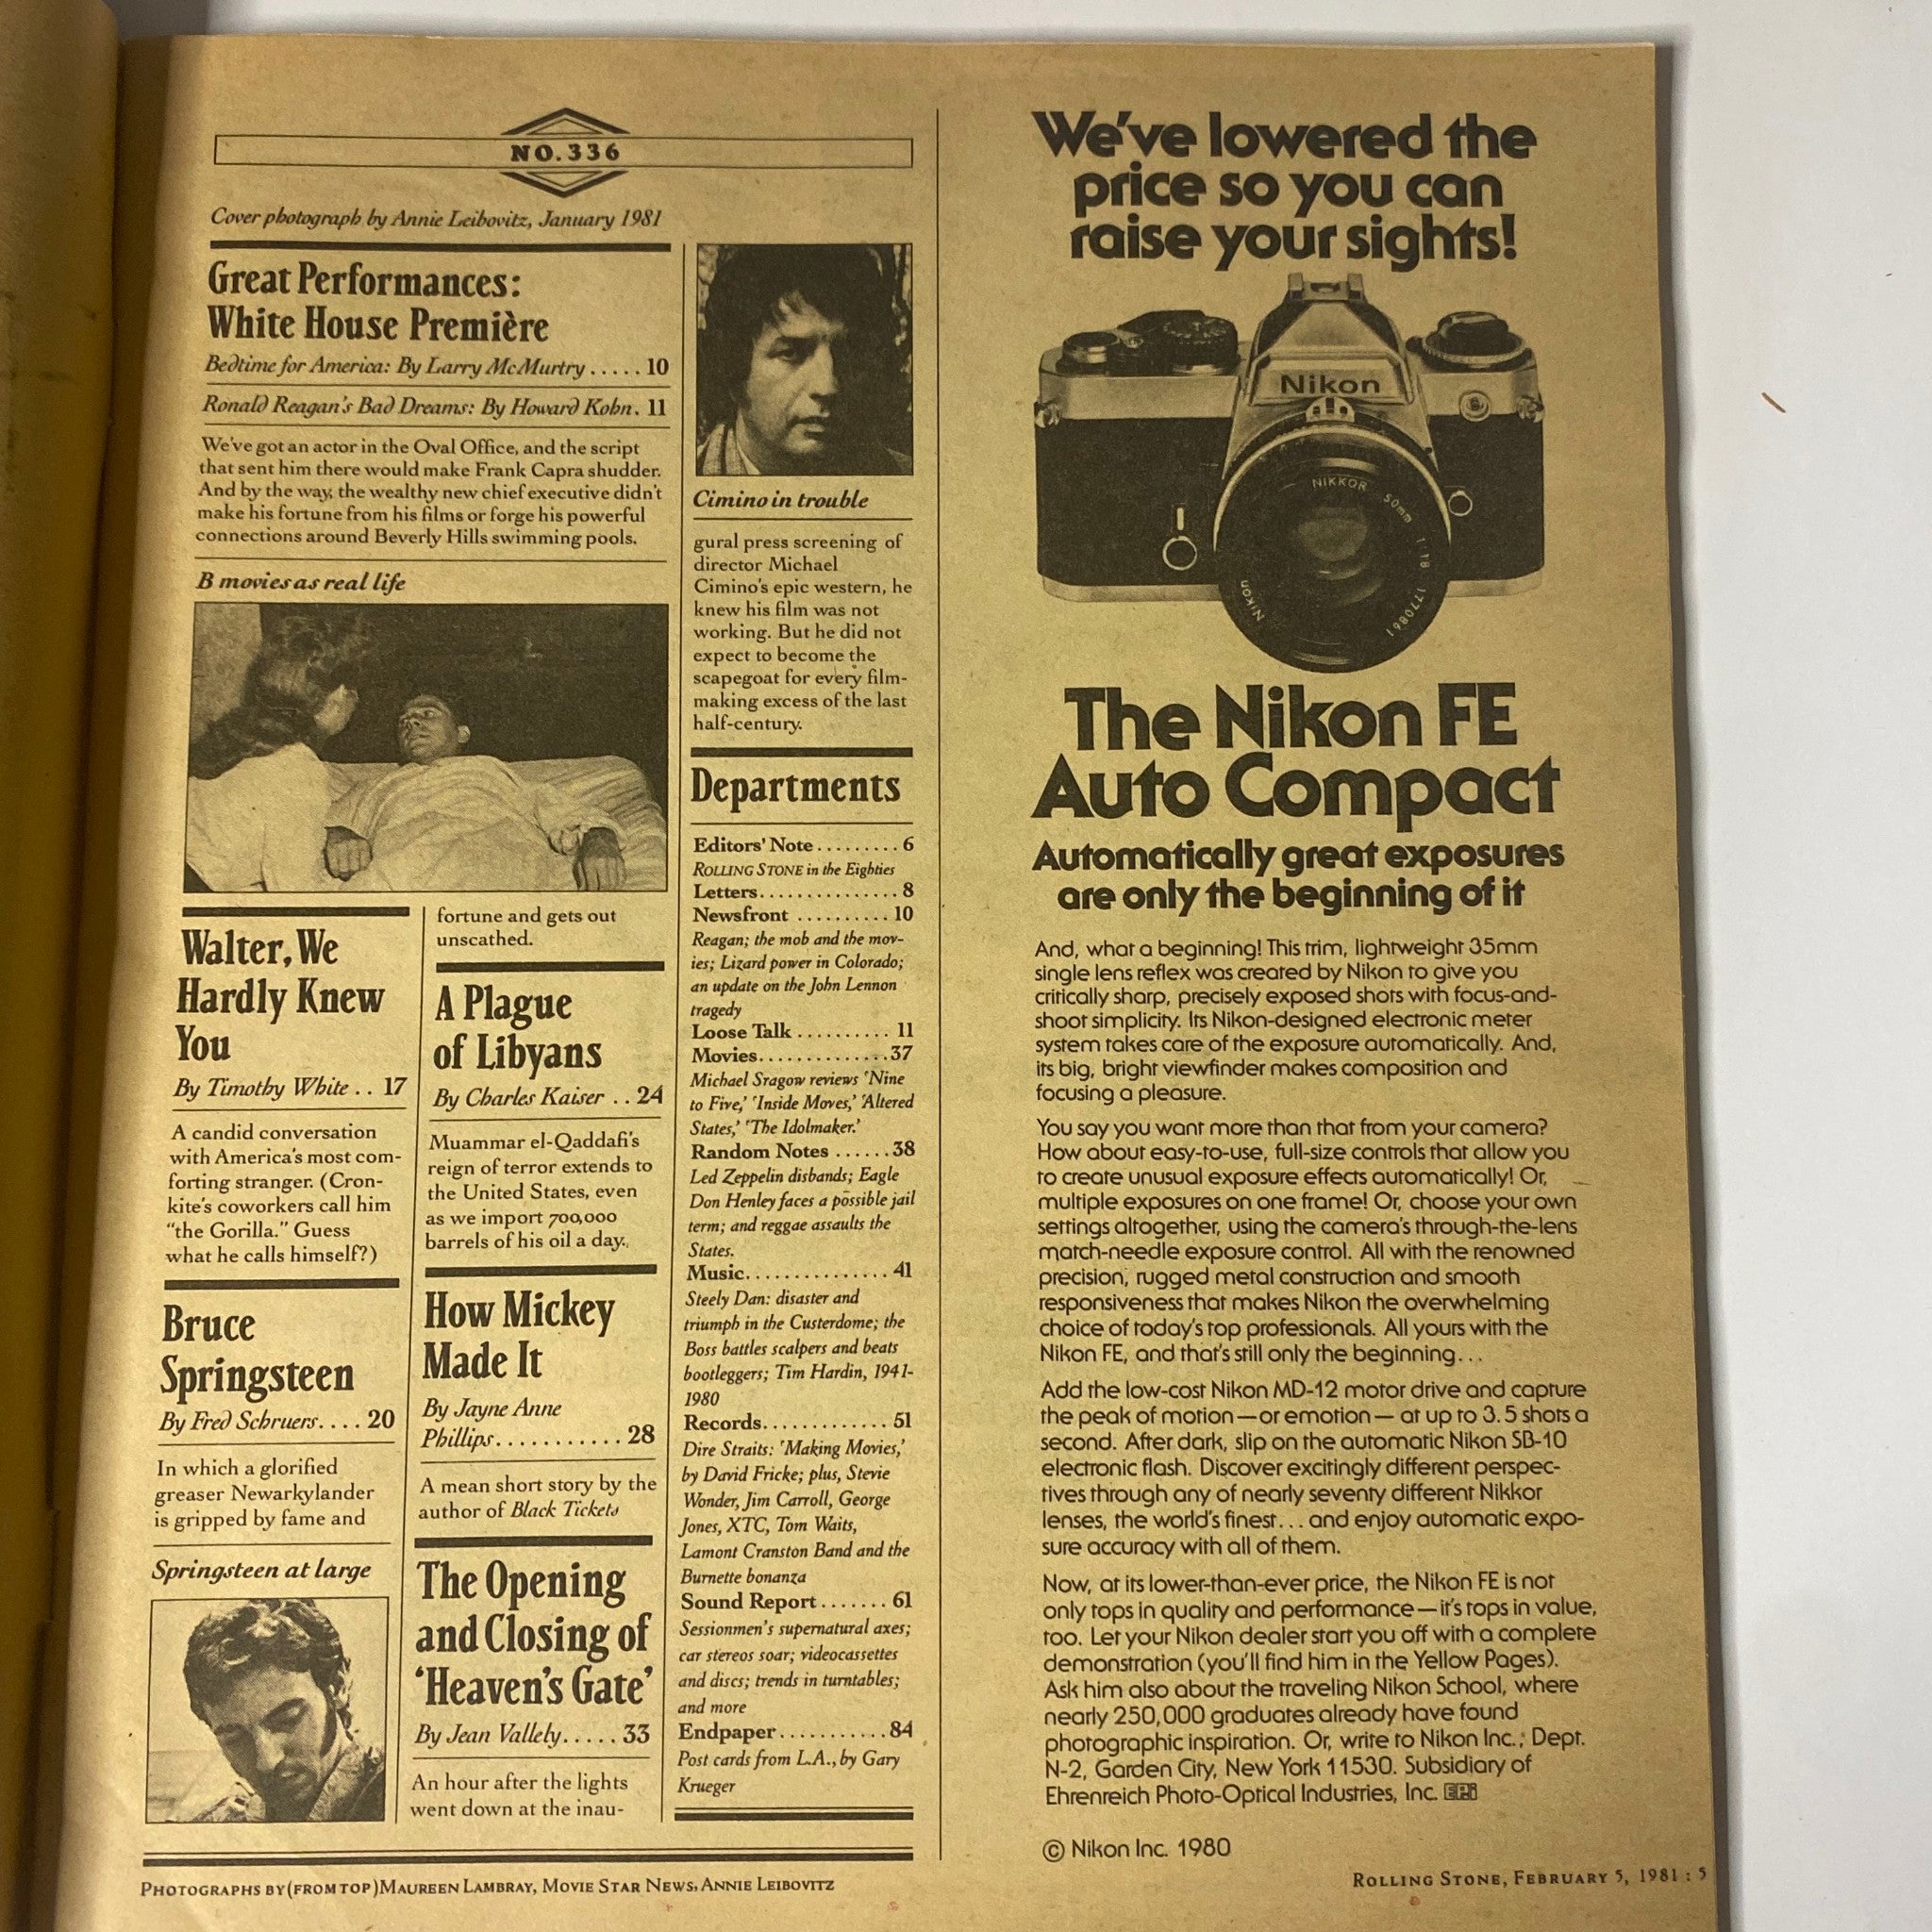 NO. 336
Cover photograph by Annie Leibovitz, January 1981
Great Performances:
White House Première
Bedtime for America: By Larry McMurtry ..... 10
Ronald Reagan's Bad Dreams: By Howard Kohn. 11
We've got an actor in the Oval Office, and the script
that sent him there would make Frank Capra shudder.
And by the way, the wealthy new chief executive didn't
make his fortune from his films or forge his powerful
connections around Beverly Hills swimming pools.
B movies as real life
Walter, We
Hardly Knew
You
By Timothy White .. 17
A candid conversation
with America's most com-
forting stranger. (Cron-
kite's coworkers call him
"the Gorilla." Guess
what he calls himself?)
Bruce
Springsteen
By Fred Schruers.... 20
In which a glorified
greaser Newarkylander
is gripped by fame and
Springsteen at large
fortune and gets out
unscathed.
A Plague
of Libyans
By Charles Kaiser .. 24
Muammar el-Qaddafi's
reign of terror extends to
the United States, even
as we import 700,000
barrels of his oil a day.
How Mickey
Made It
By Jayne Anne
Phillips........... 28
A mean short story by the
author of Black Tickets
The Opening
and Closing of
'Heaven's Gate'
By Jean Vallely..... 33
An hour after the lights
went down at the inau-
Cimino in trouble
gural press screening of
director Michael
Cimino's epic western, he
knew his film was not
working. But he did not
expect to become the
scapegoat for every film-
making excess of the last
half-century.
Departments
Editors' Note......... 6
ROLLING STONE in the Eighties
Letters.............. 8
Newsfront .......... 10
Reagan; the mob and the mov-
ies; Lizard power in Colorado;
an update on the John Lennon
tragedy
Loose Talk .......... 11
Movies.............37
Michael Sragow reviews 'Nine
to Five,' 'Inside Moves,' 'Altered
States,' 'The Idolmaker.'
Random Notes ......38
Led Zeppelin disbands; Eagle
Don Henley faces a possible jail
term; and reggae assaults the
States.
Music............... 41
Steely Dan: disaster and
triumph in the Custerdome; the
Boss battles scalpers and beats
bootleggers; Tim Hardin, 1941-
1980
Records............. 51
Dire Straits: 'Making Movies,'
by David Fricke; plus, Stevie
Wonder, Jim Carroll, George
Jones, XTC, Tom Waits,
Lamont Cranston Band and the
Burnette bonanza
Sound Report....... 61
Sessionmen's supernatural axes;
car stereos soar; videocassettes
and discs; trends in turntables;
and more
Endpaper...........84
Post cards from L.A., by Gary
Krueger
PHOTOGRAPHS BY (FROM TOP) MAUREEN LAMBRAY, MOVIE STAR NEWS, ANNIE LEIBOVITZ
We've lowered the
price so you can
raise your sights!
Nikon
NIKKOR 50mm 1:1.8 1770861
Nikon
The Nikon FE
Auto Compact
Automatically great exposures
are only the beginning of it
And, what a beginning! This trim, lightweight 35mm
single lens reflex was created by Nikon to give you
critically sharp, precisely exposed shots with focus-and-
shoot simplicity. Its Nikon-designed electronic meter
system takes care of the exposure automatically. And,
its big, bright viewfinder makes composition and
focusing a pleasure.
You say you want more than that from your camera?
How about easy-to-use, full-size controls that allow you
to create unusual exposure effects automatically! Or,
multiple exposures on one frame! Or, choose your own
settings altogether, using the camera's through-the-lens
match-needle exposure control. All with the renowned
precision, rugged metal construction and smooth
responsiveness that makes Nikon the overwhelming
choice of today's top professionals. All yours with the
Nikon FE, and that's still only the beginning...
Add the low-cost Nikon MD-12 motor drive and capture
the peak of motion—or emotion—at up to 3.5 shots a
second. After dark, slip on the automatic Nikon SB-10
electronic flash. Discover excitingly different perspec-
tives through any of nearly seventy different Nikkor
lenses, the world's finest...and enjoy automatic expo-
sure accuracy with all of them.
Now, at its lower-than-ever price, the Nikon FE is not
only tops in quality and performance—it's tops in value,
too. Let your Nikon dealer start you off with a complete
demonstration (you'll find him in the Yellow Pages).
Ask him also about the traveling Nikon School, where
nearly 250,000 graduates already have found
photographic inspiration. Or, write to Nikon Inc.; Dept.
N-2, Garden City, New York 11530. Subsidiary of
Ehrenreich Photo-Optical Industries, Inc. EPi
© Nikon Inc. 1980
ROLLING STONE, FEBRUARY 5, 1981 : 5